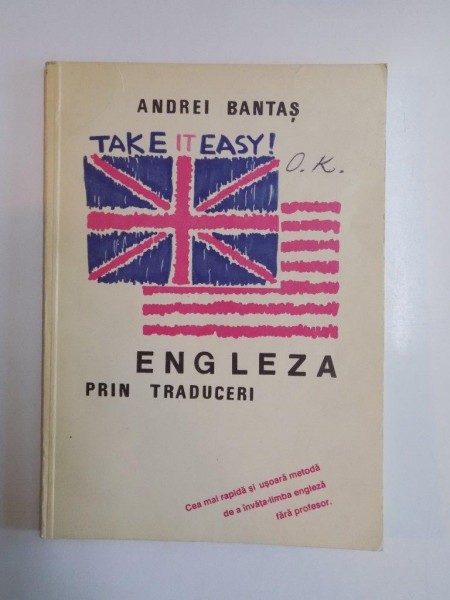 ANDREI BANTAȘ
TAKE IT EASY!
O.K.
ENGLEZA
PRIN TRADUCERI
Cea mai rapidă și ușoară metodă
de a învăța-limba engleză
fără profesor.